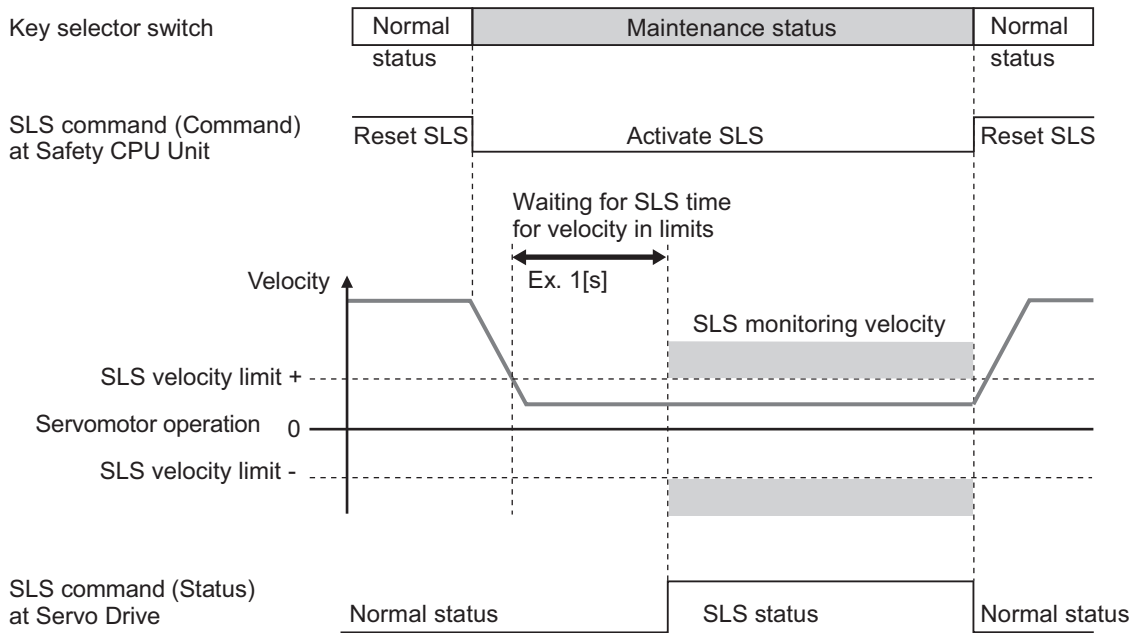 Key selector switch
Normal status
Maintenance status
Normal status
SLS command (Command)
at Safety CPU Unit
Reset SLS
Activate SLS
Reset SLS
Waiting for SLS time
for velocity in limits
Ex. 1[s]
Velocity
SLS monitoring velocity
SLS velocity limit +
Servomotor operation 0
SLS velocity limit -
SLS command (Status)
at Servo Drive
Normal status
SLS status
Normal status